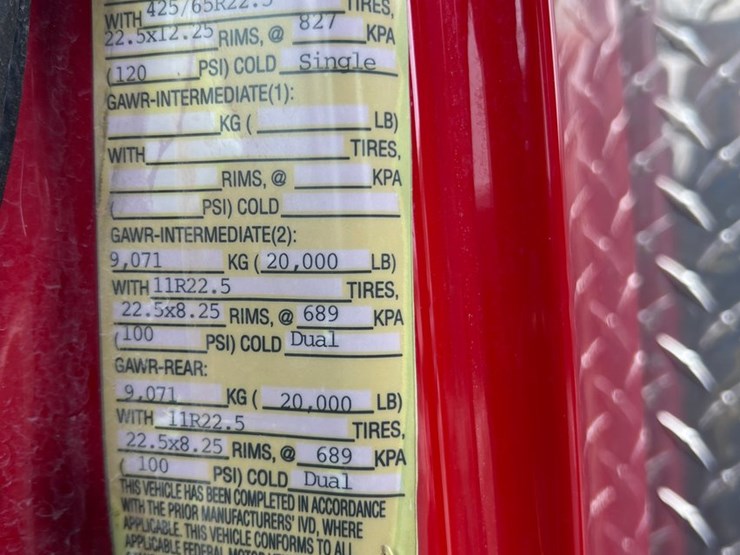 WITH 425/65R22.5 TIRES,
22.5x12.25 RIMS, @ 827 KPA
(120 PSI) COLD Single
GAWR-INTERMEDIATE(1):
KG ( LB)
WITH TIRES,
RIMS, @ KPA
( PSI) COLD
GAWR-INTERMEDIATE(2):
9,071 KG ( 20,000 LB)
WITH 11R22.5 TIRES,
22.5x8.25 RIMS, @ 689 KPA
(100 PSI) COLD Dual
GAWR-REAR:
9,071 KG ( 20,000 LB)
WITH 11R22.5 TIRES,
22.5x8.25 RIMS, @ 689 KPA
( 100 PSI) COLD Dual
THIS VEHICLE HAS BEEN COMPLETED IN ACCORDANCE
WITH THE PRIOR MANUFACTURERS' IVD, WHERE
APPLICABLE. THIS VEHICLE CONFORMS TO ALL
APPLICABLE FEDERAL MOTOR